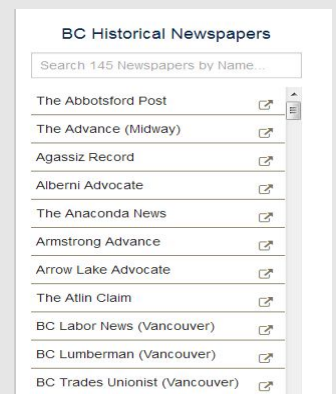 BC Historical Newspapers
Search 145 Newspapers by Name...
The Abbotsford Post
The Advance (Midway)
Agassiz Record
Alberni Advocate
The Anaconda News
Armstrong Advance
Arrow Lake Advocate
The Atlin Claim
BC Labor News (Vancouver)
BC Lumberman (Vancouver)
BC Trades Unionist (Vancouver)